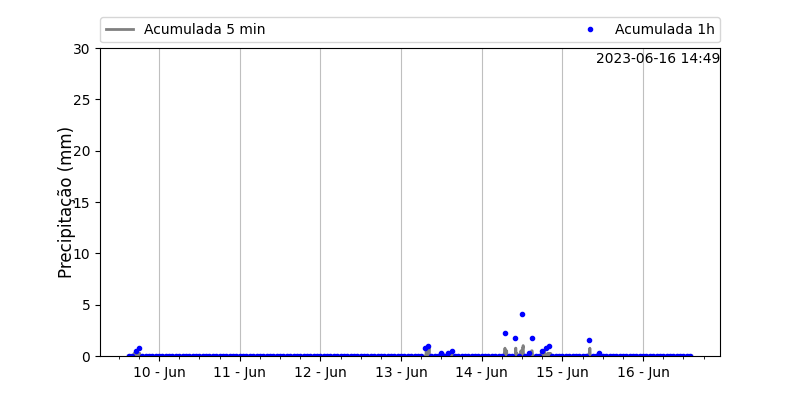 Acumulada 5 min
Acumulada 1h
2023-06-16 14:49
Precipitação (mm)
30
25
20
15
10
5
0
10 - Jun
11 - Jun
12 - Jun
13 - Jun
14 - Jun
15 - Jun
16 - Jun